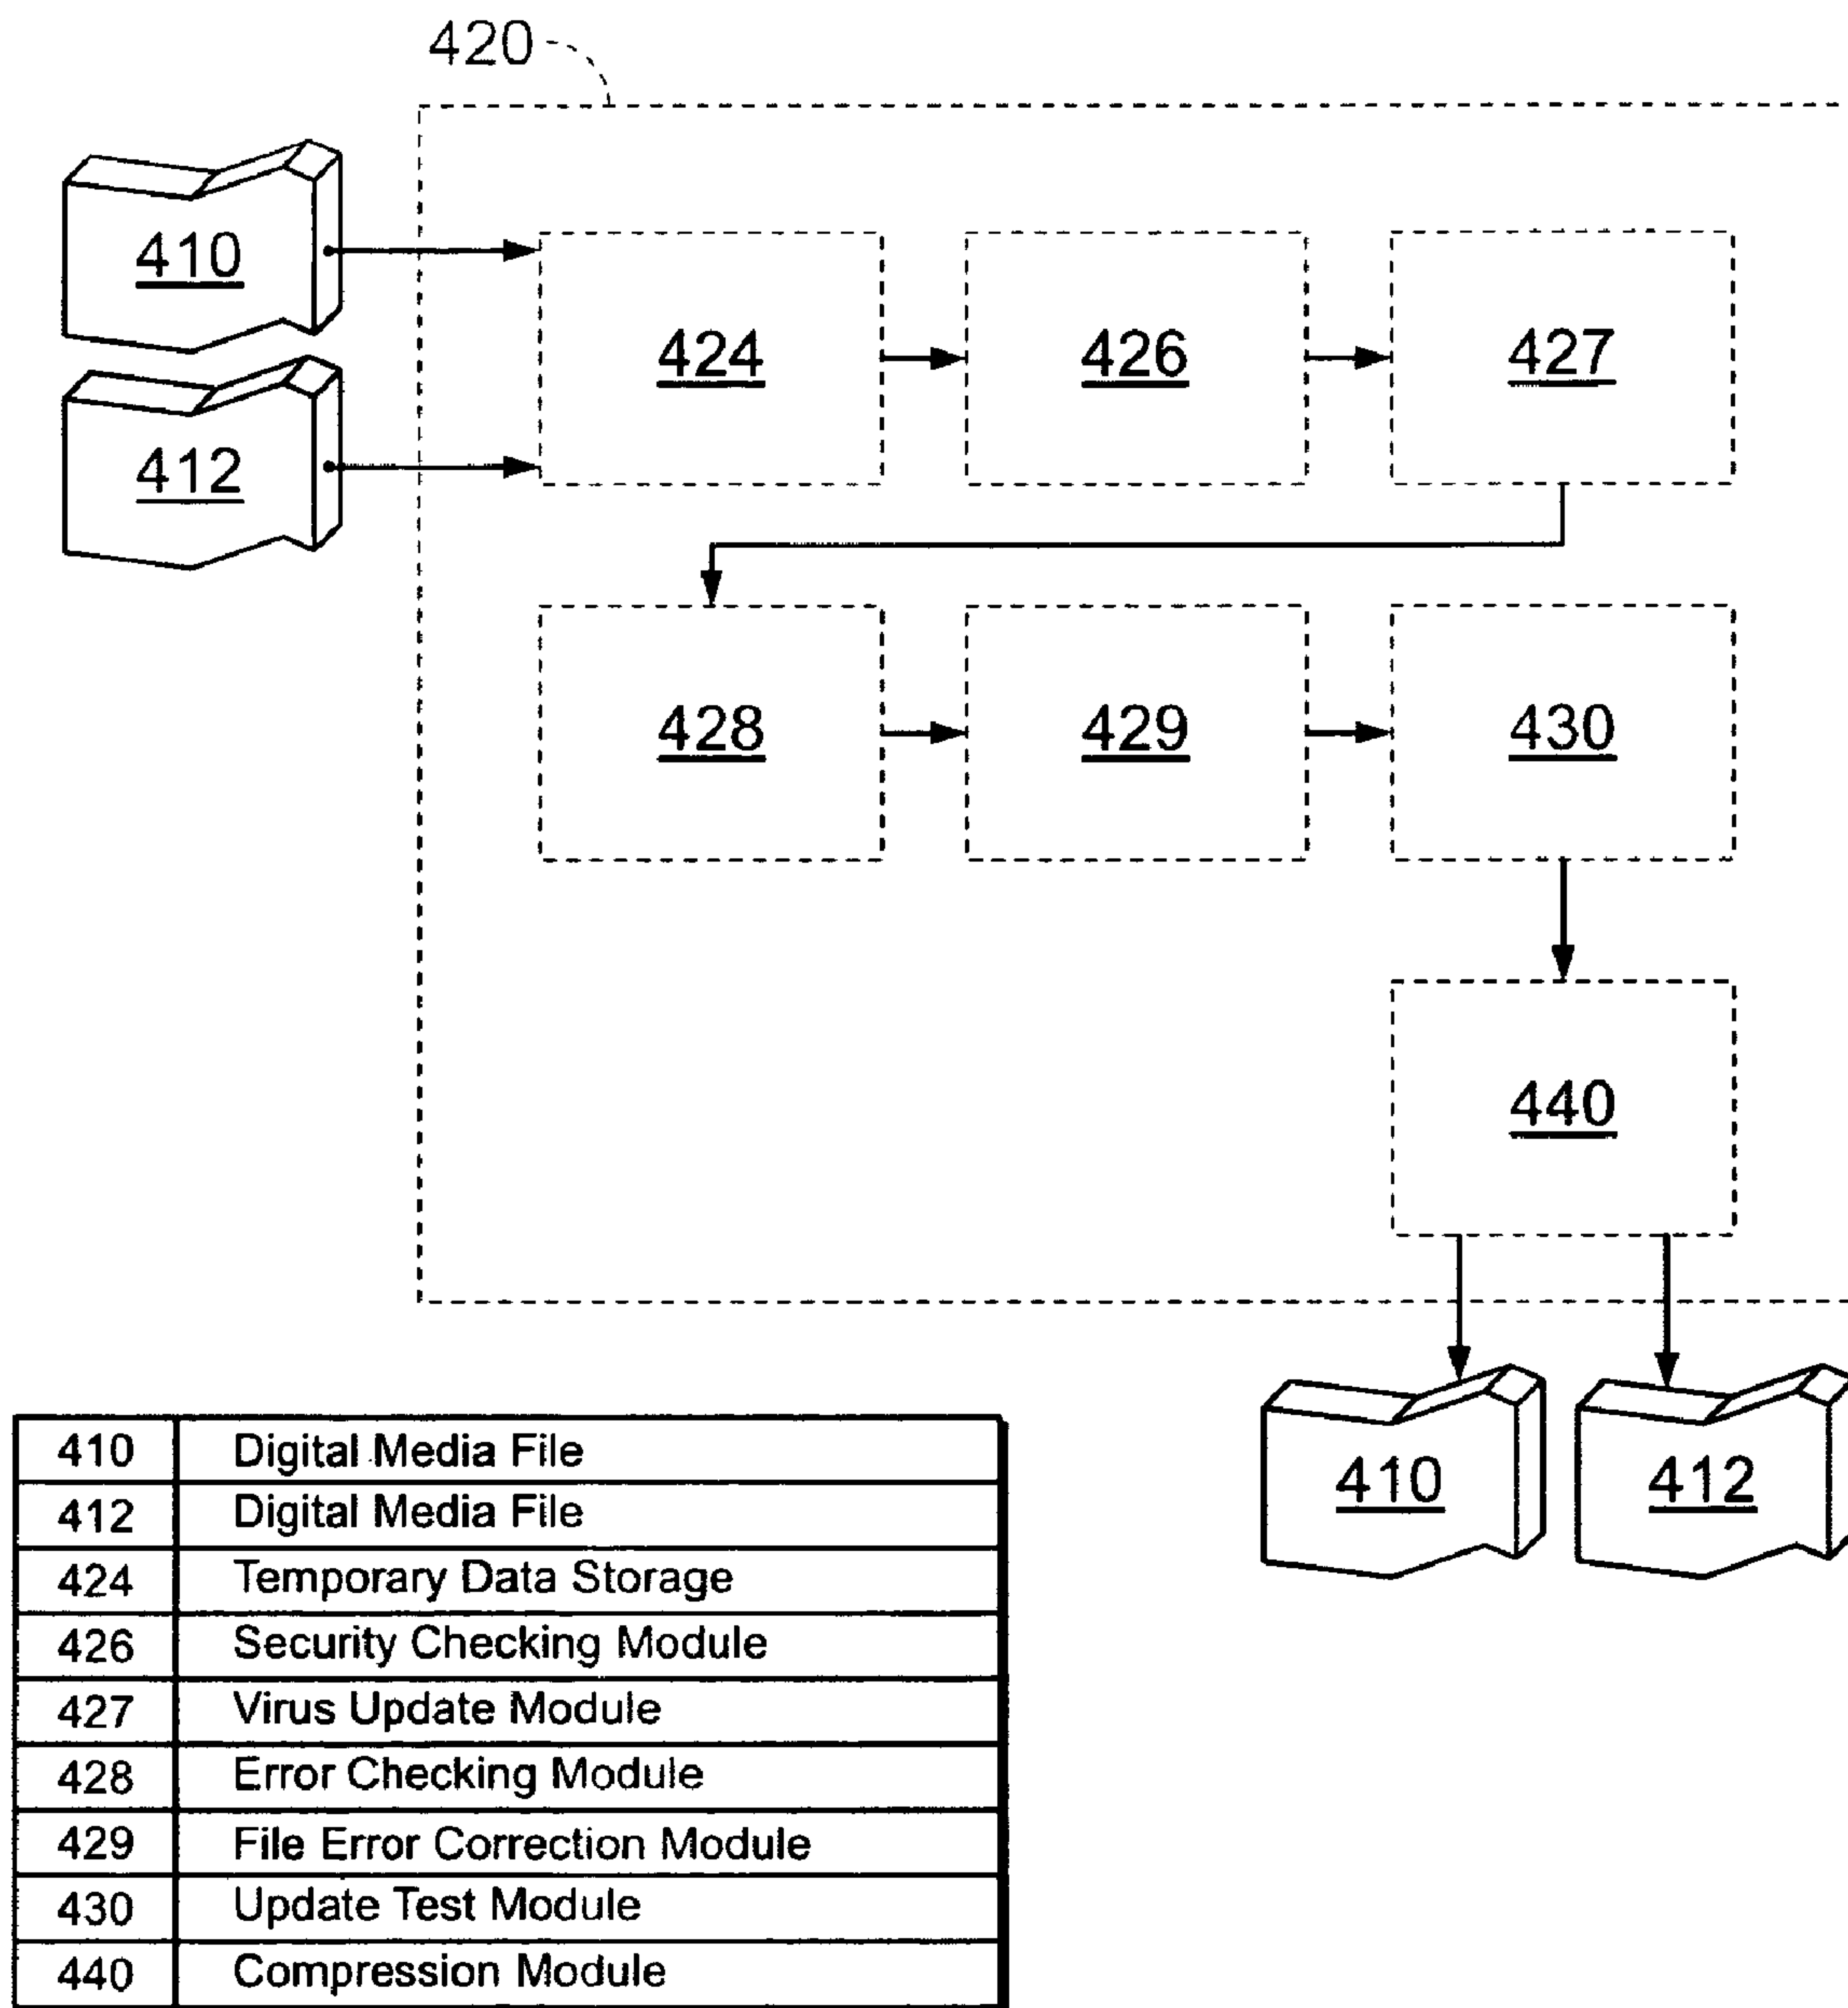 420
410
412
424 426 427
428 429 430
440
410 412
410 Digital Media File
412 Digital Media File
424 Temporary Data Storage
426 Security Checking Module
427 Virus Update Module
428 Error Checking Module
429 File Error Correction Module
430 Update Test Module
440 Compression Module